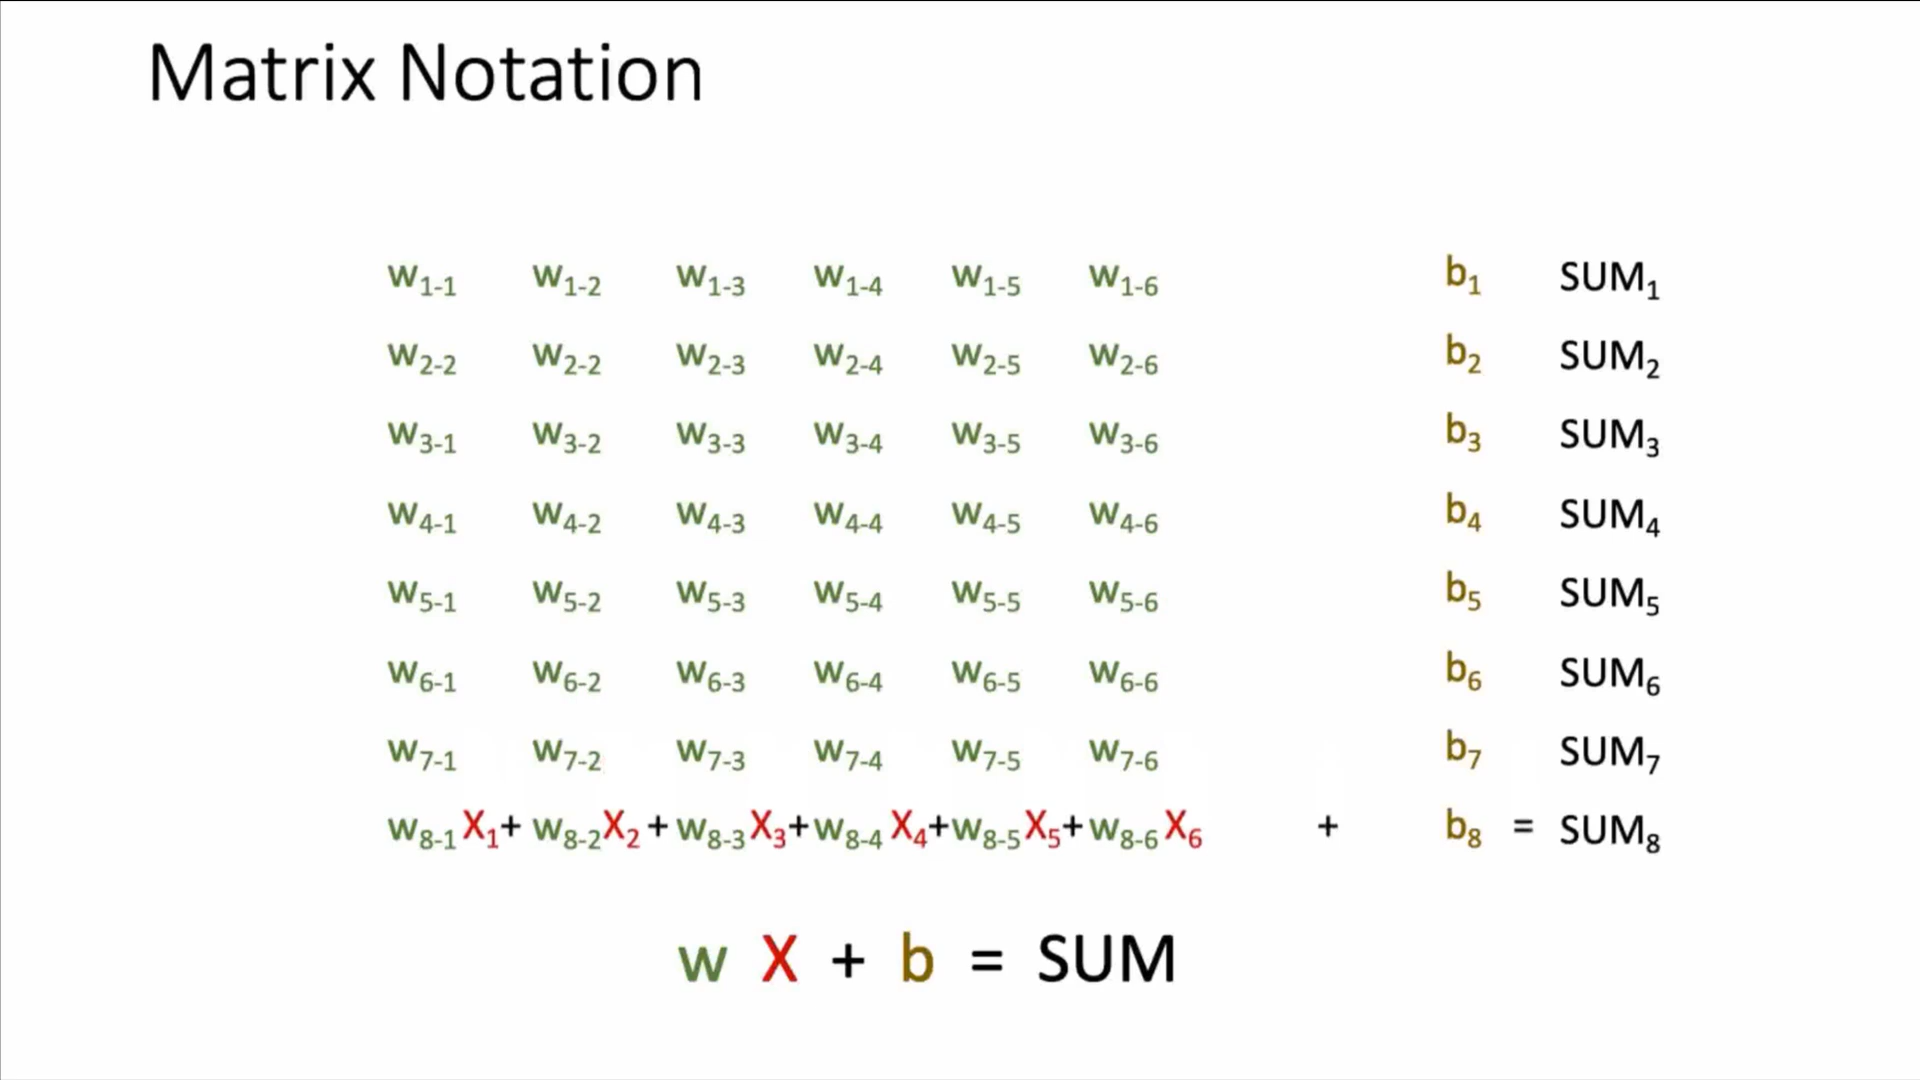 Matrix Notation
w₁₋₁ w₁₋₂ w₁₋₃ w₁₋₄ w₁₋₅ w₁₋₆ b₁ SUM₁
w₂₋₂ w₂₋₂ w₂₋₃ w₂₋₄ w₂₋₅ w₂₋₆ b₂ SUM₂
w₃₋₁ w₃₋₂ w₃₋₃ w₃₋₄ w₃₋₅ w₃₋₆ b₃ SUM₃
w₄₋₁ w₄₋₂ w₄₋₃ w₄₋₄ w₄₋₅ w₄₋₆ b₄ SUM₄
w₅₋₁ w₅₋₂ w₅₋₃ w₅₋₄ w₅₋₅ w₅₋₆ b₅ SUM₅
w₆₋₁ w₆₋₂ w₆₋₃ w₆₋₄ w₆₋₅ w₆₋₆ b₆ SUM₆
w₇₋₁ w₇₋₂ w₇₋₃ w₇₋₄ w₇₋₅ w₇₋₆ b₇ SUM₇
w₈₋₁ X₁ + w₈₋₂ X₂ + w₈₋₃ X₃ + w₈₋₄ X₄ + w₈₋₅ X₅ + w₈₋₆ X₆ + b₈ = SUM₈
w X + b = SUM